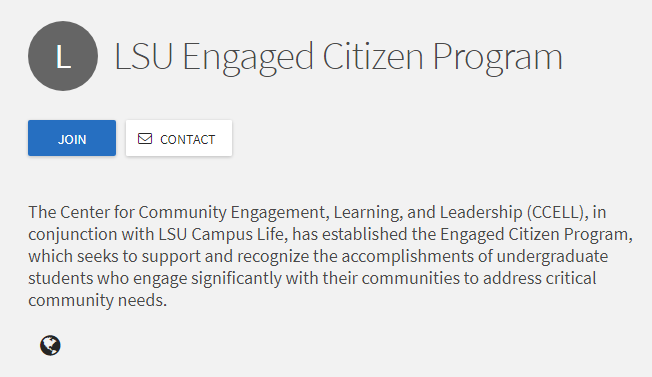 L
LSU Engaged Citizen Program
JOIN
CONTACT
The Center for Community Engagement, Learning, and Leadership (CCELL), in
conjunction with LSU Campus Life, has established the Engaged Citizen Program,
which seeks to support and recognize the accomplishments of undergraduate
students who engage significantly with their communities to address critical
community needs.